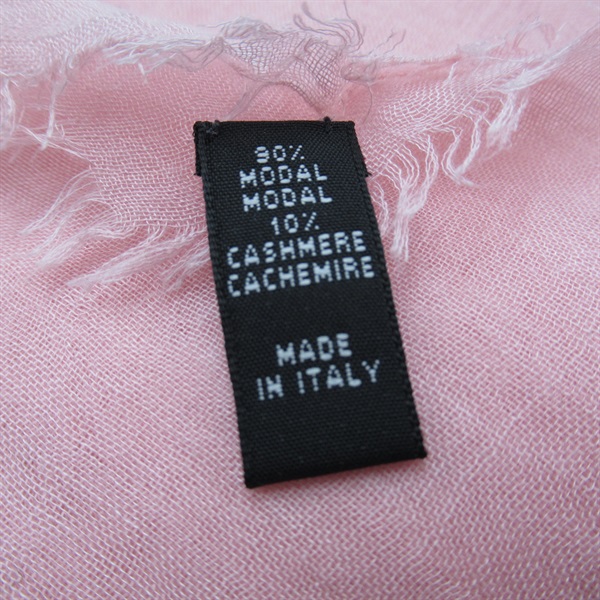 90%
MODAL
MODAL
10%
CASHMERE
CACHEMIRE
MADE
IN ITALY